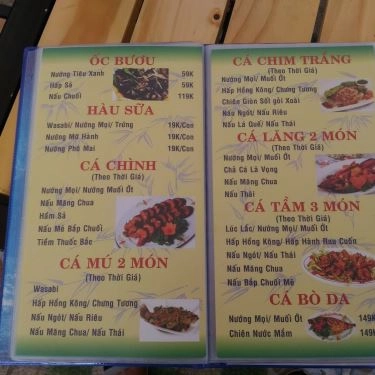 ỐC BƯƠU
Nướng Tiêu Xanh 59K
Hấp Sả 59K
Nấu Chuối 119K
HÀU SỮA
Wasabi/ Nướng Mọi/ Trứng 19K/Con
Nướng Mỡ Hành 19K/Con
Nướng Phô Mai 19K/Con
CÁ CHÌNH
(Theo Thời Giá)
Nướng Mọi/ Nướng Muối Ớt
Nấu Măng Chua
Hầm Sả
Nấu Mẻ Bắp Chuối
Tiềm Thuốc Bắc
CÁ MÚ 2 MÓN
(Theo Thời Giá)
Wasabi
Hấp Hồng Kông/ Chưng Tương
Nấu Ngót/ Nấu Riêu
Nấu Măng Chua/ Nấu Thái
CÁ CHIM TRẮNG
(Theo Thời Giá)
Nướng Mọi/ Muối Ớt
Hấp Hồng Kông/ Chưng Tương
Chiên Giòn Sốt gỏi Xoài
Nấu Ngót/ Nấu Riêu
Nấu Lá Quế/ Nấu Thái
CÁ LĂNG 2 MÓN
(Theo Thời Giá)
Nướng Mọi/ Muối Ớt
Chả Cá Lã Vọng
Nấu Măng Chua
Nấu Thái
CÁ TẦM 3 MÓN
(Theo Thời Giá)
Lúc Lắc/ Nướng Mọi/ Muối Ớt
Hấp Hồng Kông/ Hấp Hành Rau Cuốn
Nấu Ngót/ Nấu Thái
Nấu Măng Chua
Nấu Bắp Chuối Mẻ
CÁ BÒ DA
Nướng Mọi/ Muối Ớt 149K
Chiên Nước Mắm 149K